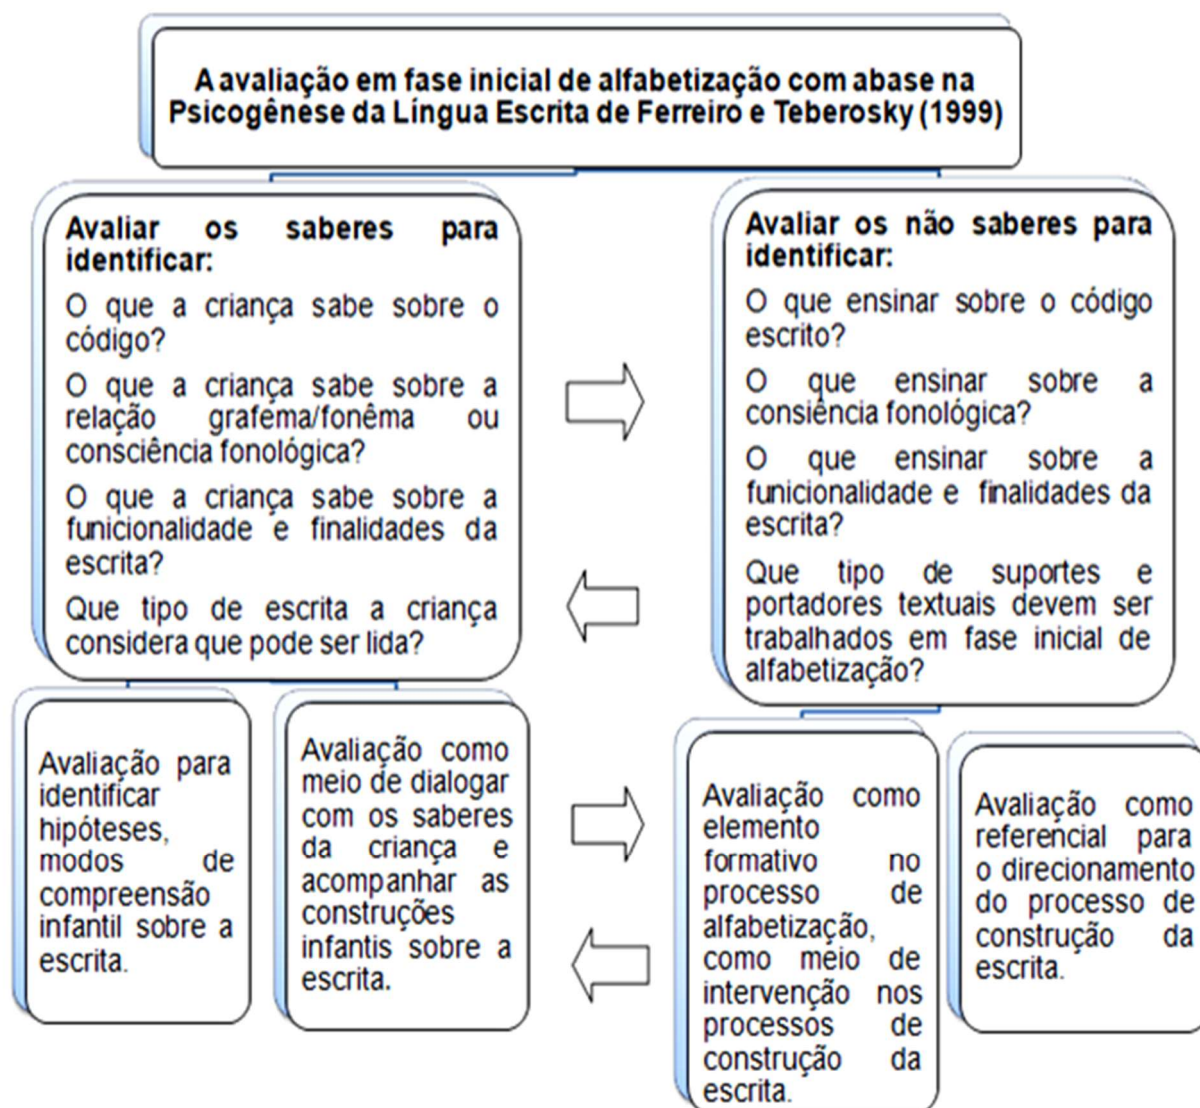 A avaliação em fase inicial de alfabetização com abase na
Psicogênese da Língua Escrita de Ferreiro e Teberosky (1999)
Avaliar os saberes para
identificar:
O que a criança sabe sobre o
código?
O que a criança sabe sobre a
relação grafema/fonêma ou
consciência fonológica?
O que a criança sabe sobre a
funicionalidade e finalidades da
escrita?
Que tipo de escrita a criança
considera que pode ser lida?
Avaliar os não saberes para
identificar:
O que ensinar sobre o código
escrito?
O que ensinar sobre a
consiência fonológica?
O que ensinar sobre a
funicionalidade e finalidades da
escrita?
Que tipo de suportes e
portadores textuais devem ser
trabalhados em fase inicial de
alfabetização?
Avaliação para
identificar
hipóteses,
modos de
compreensão
infantil sobre a
escrita.
Avaliação como
meio de dialogar
com os saberes
da criança e
acompanhar as
construções
infantis sobre a
escrita.
Avaliação como
elemento
formativo no
processo de
alfabetização,
como meio de
intervenção nos
processos de
construção da
escrita.
Avaliação como
referencial para
o direcionamento
do processo de
construção da
escrita.